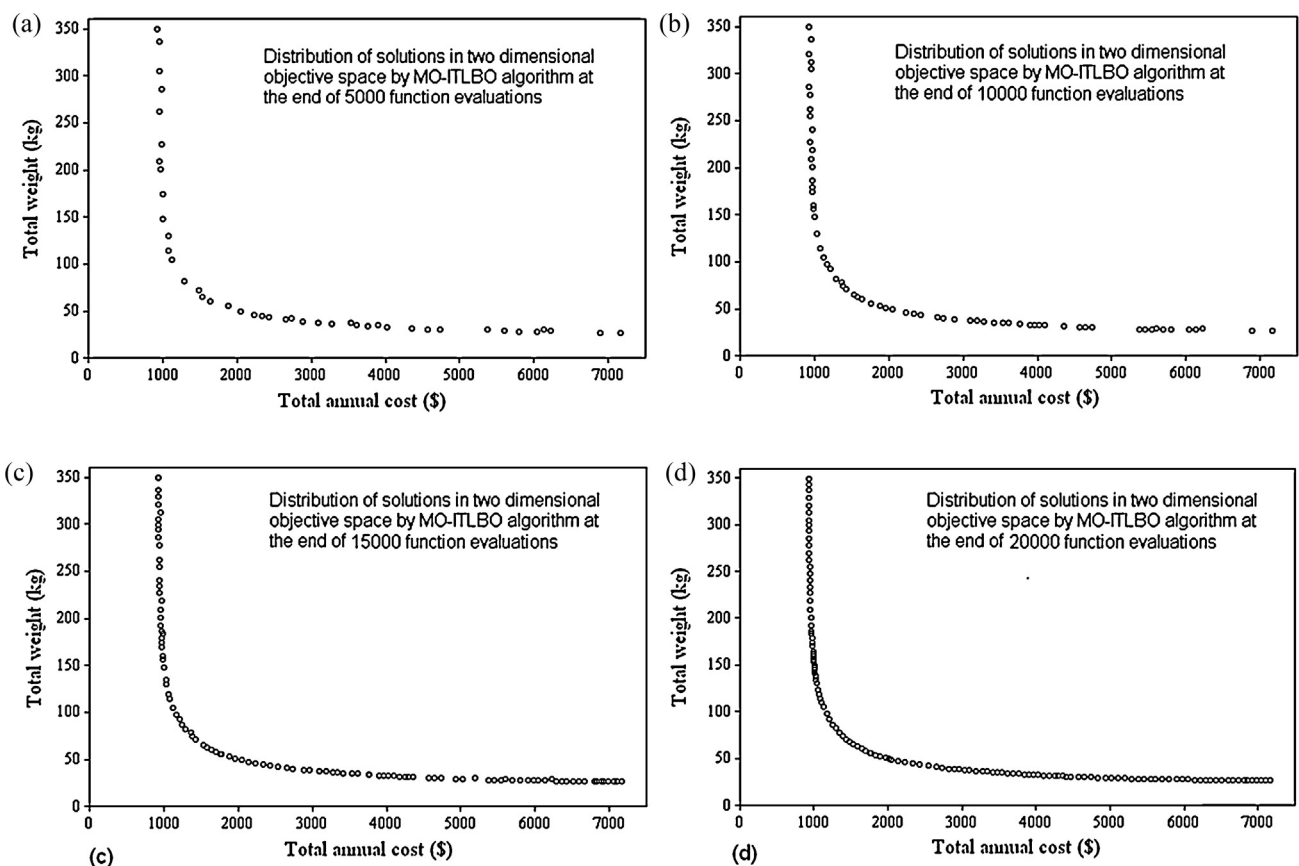 (a)
350
300
250
200
150
100
50
0
Total weight (kg)
Distribution of solutions in two dimensional
objective space by MO-ITLBO algorithm at
the end of 5000 function evaluations
0 1000 2000 3000 4000 5000 6000 7000
Total annual cost ($)
(b)
350
300
250
200
150
100
50
0
Total weight (kg)
Distribution of solutions in two dimensional
objective space by MO-ITLBO algorithm at
the end of 10000 function evaluations
0 1000 2000 3000 4000 5000 6000 7000
Total annual cost ($)
(c)
350
300
250
200
150
100
50
0
Total weight (kg)
Distribution of solutions in two dimensional
objective space by MO-ITLBO algorithm at
the end of 15000 function evaluations
0 1000 2000 3000 4000 5000 6000 7000
Total annual cost ($)
(c)
(d)
350
300
250
200
150
100
50
0
Total weight (kg)
Distribution of solutions in two dimensional
objective space by MO-ITLBO algorithm at
the end of 20000 function evaluations
0 1000 2000 3000 4000 5000 6000 7000
Total annual cost ($)
(d)